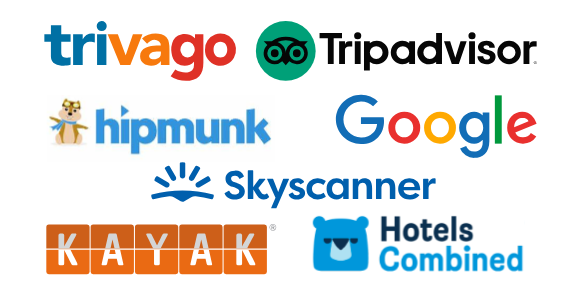 trivago
Tripadvisor
hipmunk
Google
Skyscanner
KAYAK®
Hotels
Combined